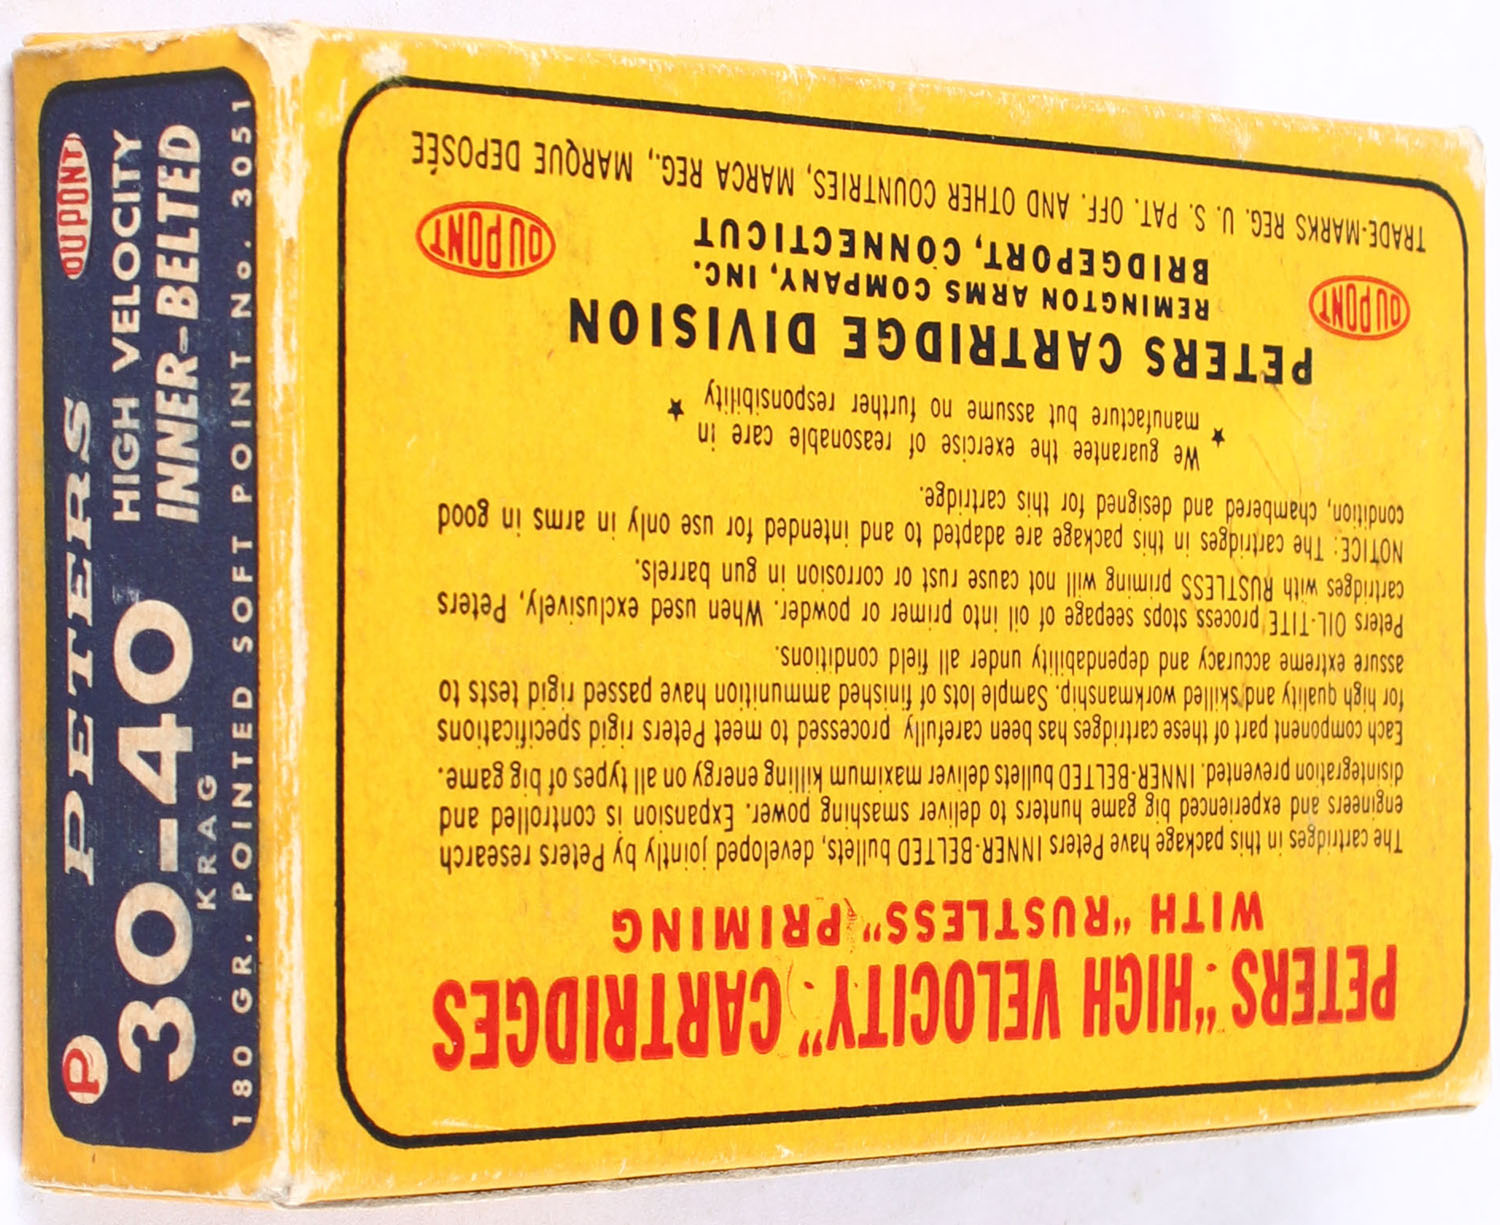 P PETERS
30-40
KRAG
HIGH VELOCITY
INNER-BELTED
DU PONT
180 GR. POINTED SOFT POINT No. 3051
PETERS "HIGH VELOCITY" CARTRIDGES
WITH "RUSTLESS" PRIMING
The cartridges in this package have Peters INNER-BELTED bullets, developed jointly by Peters research
engineers and experienced big game hunters to deliver smashing power. Expansion is controlled and
disintegration prevented. INNER-BELTED bullets deliver maximum killing energy on all types of big game.
Each component part of these cartridges has been carefully processed to meet Peters rigid specifications
for high quality and skilled workmanship. Sample lots of finished ammunition have passed rigid tests to
assure extreme accuracy and dependability under all field conditions.
Peters OIL-TITE process stops seepage of oil into primer or powder. When used exclusively, Peters
cartridges with RUSTLESS priming will not cause rust or corrosion in gun barrels.
NOTICE: The cartridges in this package are adapted to and intended for use only in arms in good
condition, chambered and designed for this cartridge.
We guarantee the exercise of reasonable care in
manufacture but assume no further responsibility
PETERS CARTRIDGE DIVISION
REMINGTON ARMS COMPANY, INC.
BRIDGEPORT, CONNECTICUT
DU PONT
DU PONT
TRADE-MARKS REG. U. S. PAT. OFF. AND OTHER COUNTRIES, MARCA REG., MARQUE DEPOSÉE